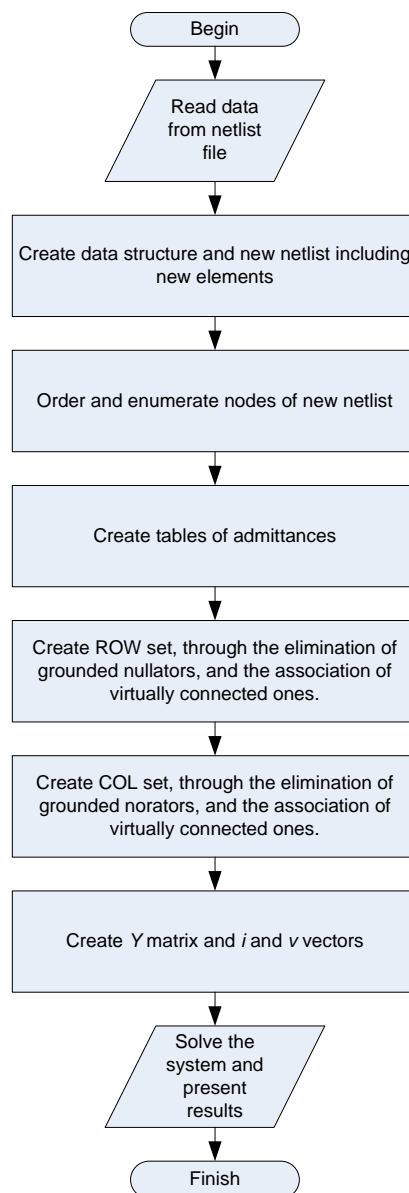 Begin
Read data
from netlist
file
Create data structure and new netlist including
new elements
Order and enumerate nodes of new netlist
Create tables of admittances
Create ROW set, through the elimination of
grounded nullators, and the association of
virtually connected ones.
Create COL set, through the elimination of
grounded norators, and the association of
virtually connected ones.
Create Y matrix and i and v vectors
Solve the
system and
present
results
Finish